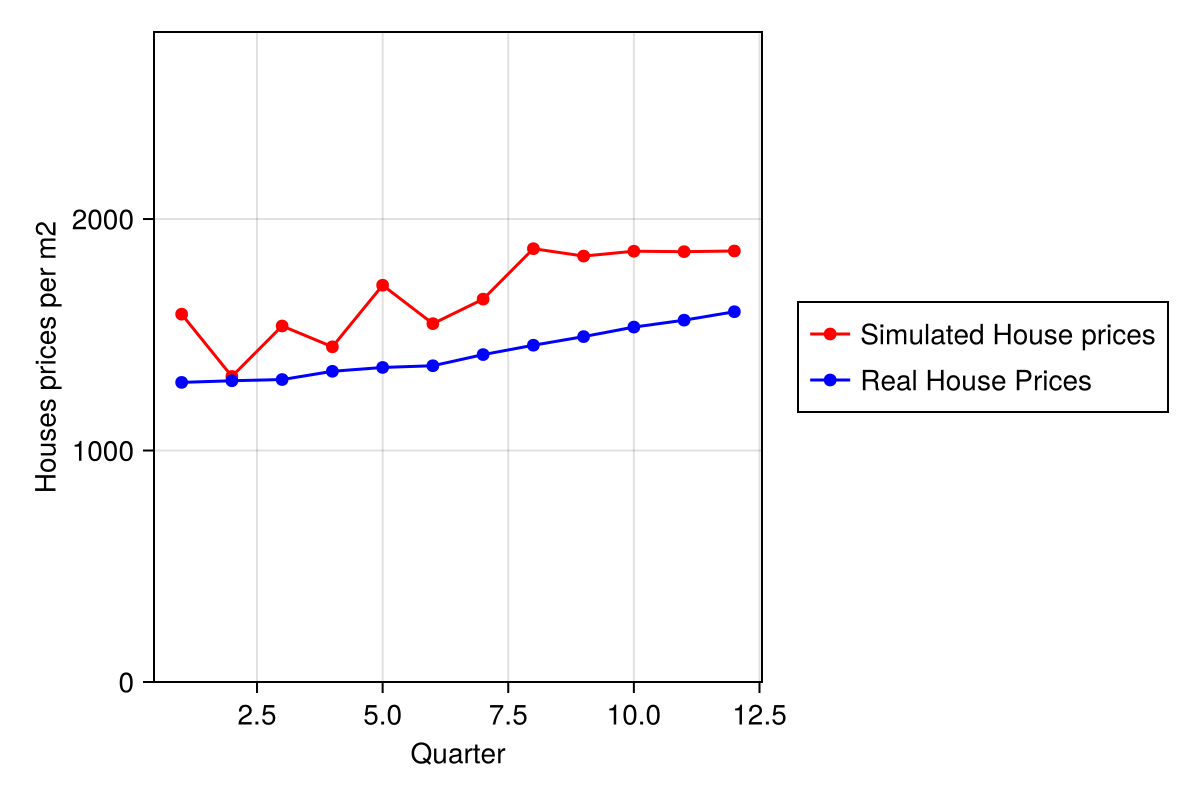 Houses prices per m2
2000
1000
0
2.5 5.0 7.5 10.0 12.5
Quarter
Simulated House prices
Real House Prices